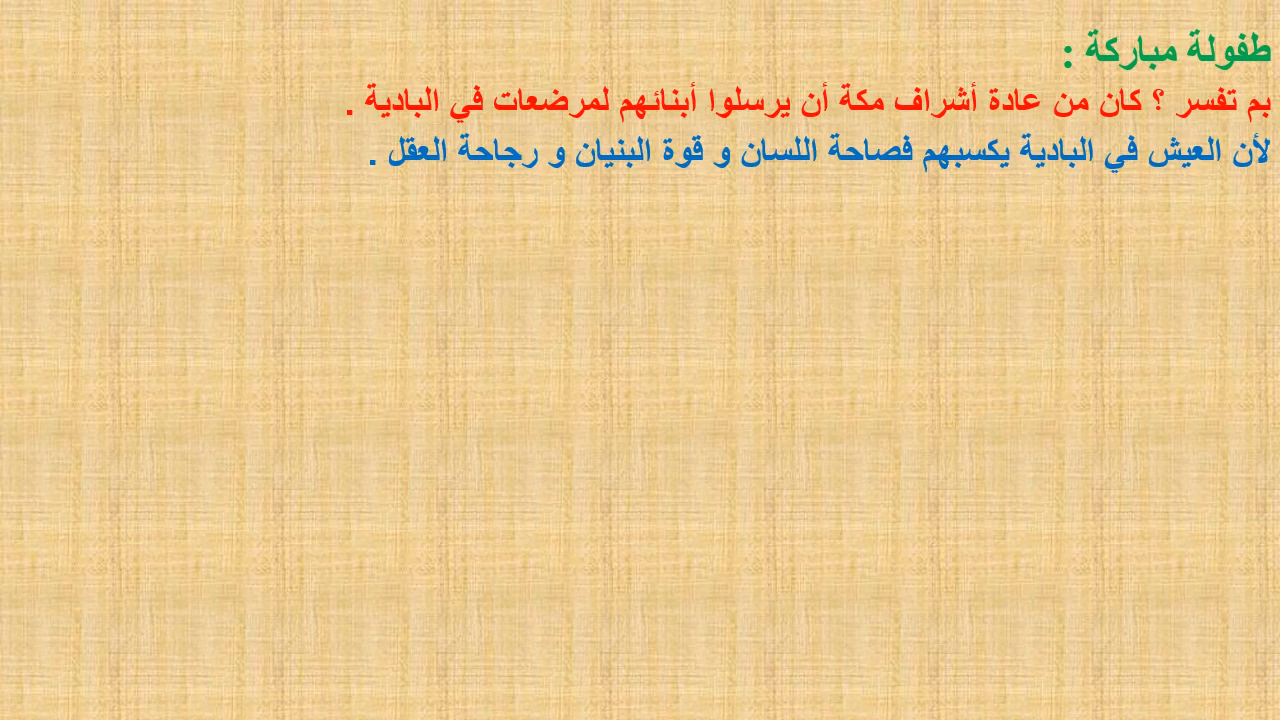 طفولة مباركة :
بم تفسر ؟ كان من عادة أشراف مكة أن يرسلوا أبنائهم لمرضعات في البادية .
لأن العيش في البادية يكسبهم فصاحة اللسان و قوة البنيان و رجاحة العقل .